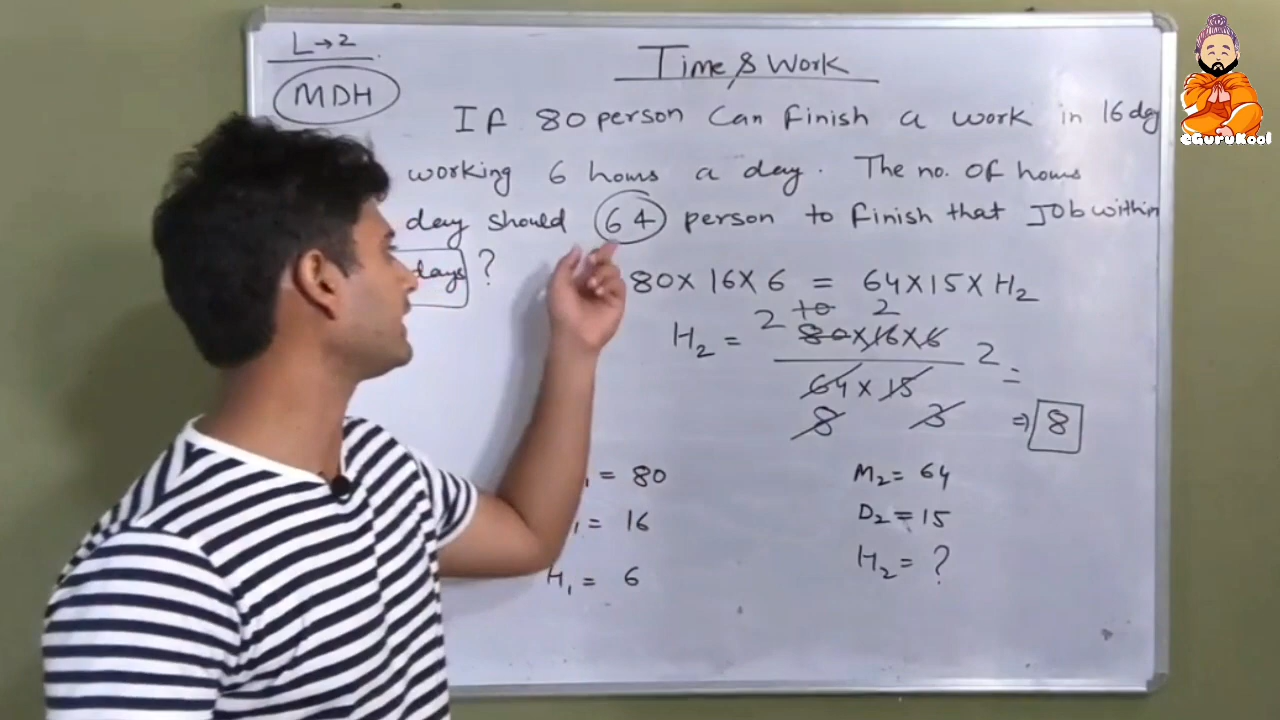 L→2
Time & Work
MDH
eGuruKool
If 80 person Can finish a work in 16 day
working 6 hours a day. The no. of hours
day should 64 person to finish that Job within
days ?
80 × 16 × 6 = 64 × 15 × H₂
2 10 2
H₂ = 80×16×6 2 =
64 × 15
8 3 ⇒ 8
₁ = 80 M₂ = 64
₁ = 16 D₂ = 15
H₁ = 6 H₂ = ?